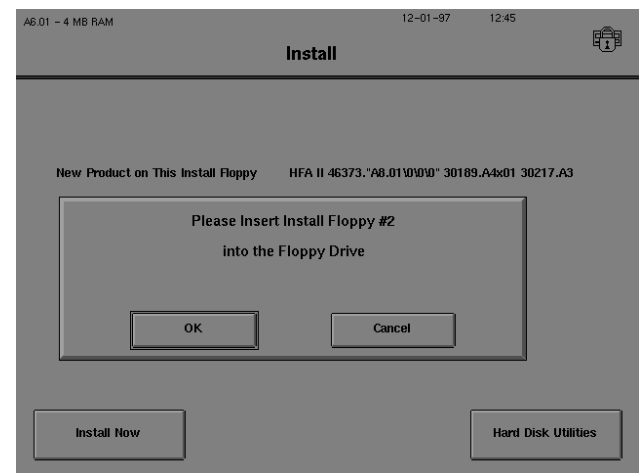 A6.01 - 4 MB RAM
12-01-97 12:45
Install
New Product on This Install Floppy HFA II 46373."A8.01\0\0\0" 30189.A4x01 30217.A3
Please Insert Install Floppy #2
into the Floppy Drive
OK Cancel
Install Now Hard Disk Utilities